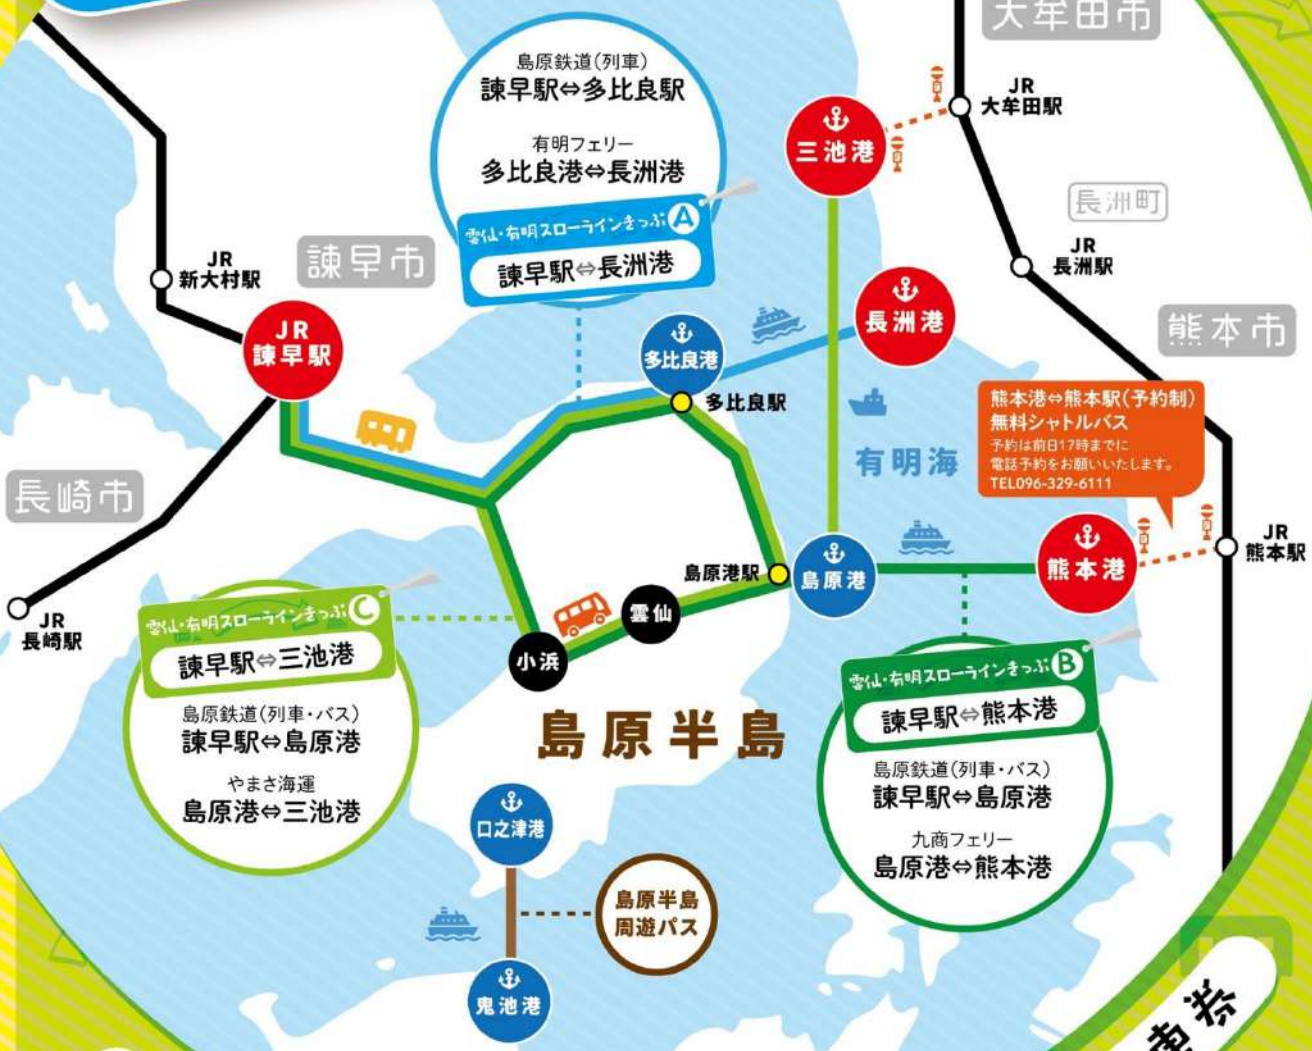 大牟田市
島原鉄道(列車)
諫早駅⇔多比良駅
有明フェリー
多比良港⇔長洲港
雲仙・有明スローラインきっぷA
諫早駅⇔長洲港
三池港
JR
大牟田駅
長洲町
JR
長洲駅
JR
新大村駅
諫早市
JR
諫早駅
長洲港
多比良港
多比良駅
熊本市
熊本港⇔熊本駅(予約制)
無料シャトルバス
予約は前日17時までに
電話予約をお願いいたします。
TEL096-329-6111
有明海
長崎市
JR
長崎駅
島原港駅
島原港
熊本港
JR
熊本駅
雲仙
小浜
雲仙・有明スローラインきっぷC
諫早駅⇔三池港
島原鉄道(列車・バス)
諫早駅⇔島原港
やまさ海運
島原港⇔三池港
島原半島
雲仙・有明スローラインきっぷB
諫早駅⇔熊本港
島原鉄道(列車・バス)
諫早駅⇔島原港
九商フェリー
島原港⇔熊本港
口之津港
島原半島
周遊パス
鬼池港
車券